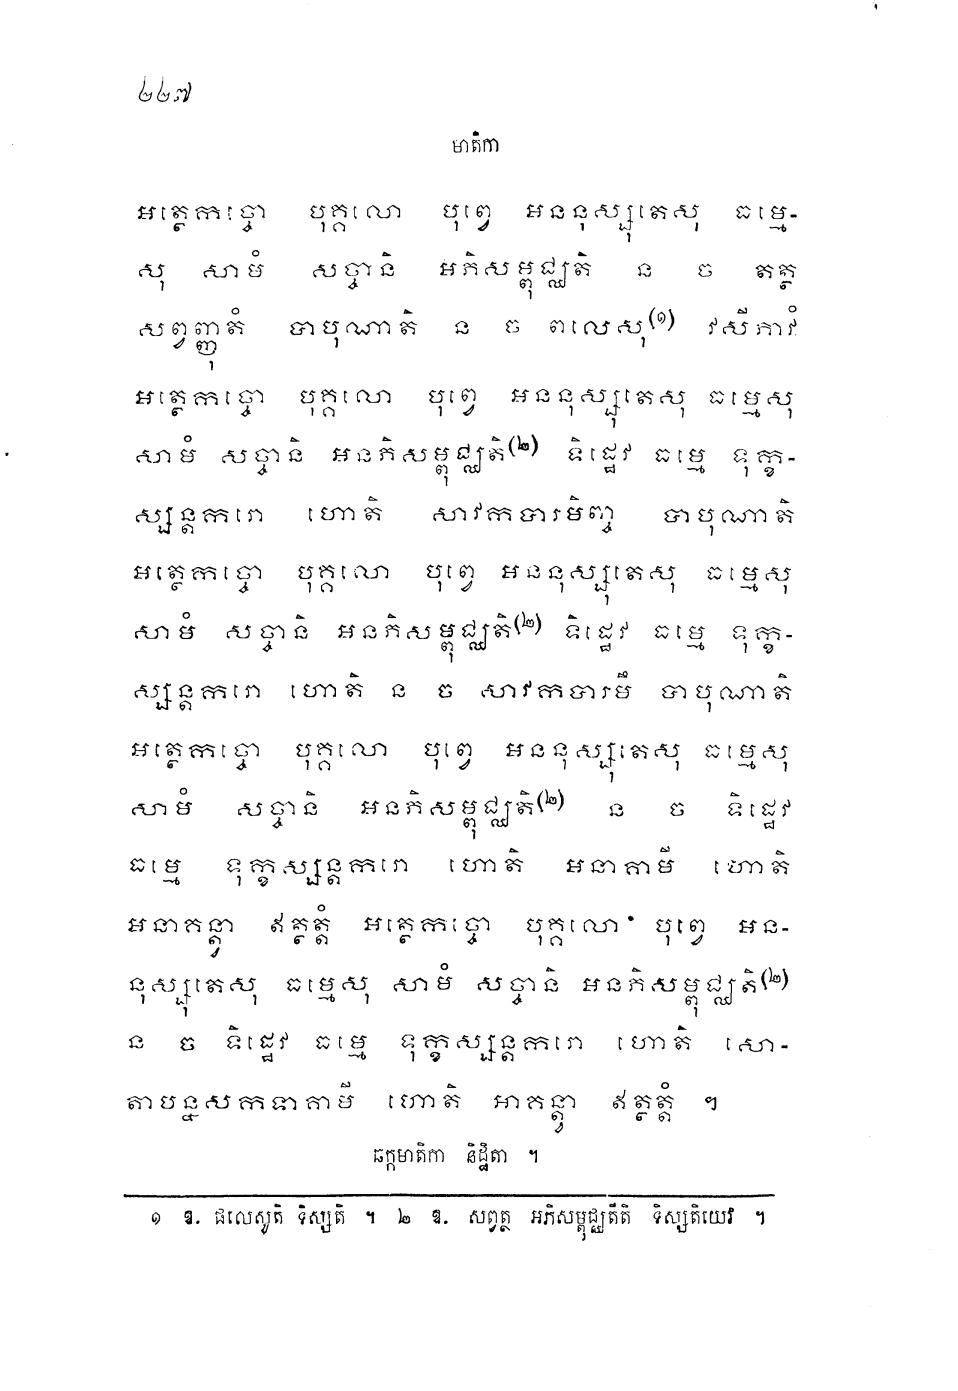 ២២៧
មាតិកា
អត្ថេកច្ចោ បុគ្គលោ បុព្វេ អននុស្សុតេសុ ធម្មេ-
សុ សាមំ សច្ចានិ អភិសម្ពុជ្ឈតិ ន ច តត្ថ
សព្វញ្ញុតំ បាបុណាតិ ន ច ពលេសុ(១) វសីភាវំ
អត្ថេកច្ចោ បុគ្គលោ បុព្វេ អននុស្សុតេសុ ធម្មេសុ
សាមំ សច្ចានិ អនភិសម្ពុជ្ឈតិ(២) ទិដ្ឋេវ ធម្មេ ទុក្ខ-
ស្សន្តករោ ហោតិ សាវកបារមិញ្ច បាបុណាតិ
អត្ថេកច្ចោ បុគ្គលោ បុព្វេ អននុស្សុតេសុ ធម្មេសុ
សាមំ សច្ចានិ អនភិសម្ពុជ្ឈតិ(២) ទិដ្ឋេវ ធម្មេ ទុក្ខ-
ស្សន្តករោ ហោតិ ន ច សាវកបារមឹ បាបុណាតិ
អត្ថេកច្ចោ បុគ្គលោ បុព្វេ អននុស្សុតេសុ ធម្មេសុ
សាមំ សច្ចានិ អនភិសម្ពុជ្ឈតិ(២) ន ច ទិដ្ឋេវ
ធម្មេ ទុក្ខស្សន្តករោ ហោតិ អនាគាមី ហោតិ
អនាគន្ត្វា ឥត្ថត្តំ អត្ថេកច្ចោ បុគ្គលោ បុព្វេ អន-
នុស្សុតេសុ ធម្មេសុ សាមំ សច្ចានិ អនភិសម្ពុជ្ឈតិ(២)
ន ច ទិដ្ឋេវ ធម្មេ ទុក្ខស្សន្តករោ ហោតិ សោ-
តាបន្នសកទាគាមី ហោតិ អាគន្ត្វា ឥត្ថត្តំ ។
ឆក្កមាតិកា និដ្ឋិតា ។
១ ឱ. ផលេសូតិ ទិស្សតិ ។ ២ ឱ. សព្វត្ថ អភិសម្ពុជ្ឈតីតិ ទិស្សតិយេវ ។